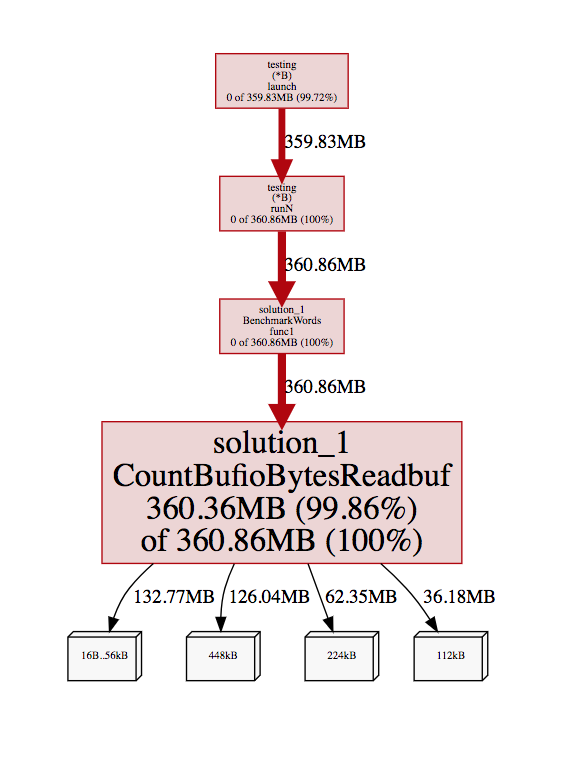 testing
(*B)
launch
0 of 359.83MB (99.72%)
359.83MB
testing
(*B)
runN
0 of 360.86MB (100%)
360.86MB
solution_1
BenchmarkWords
func1
0 of 360.86MB (100%)
360.86MB
solution_1
CountBufioBytesReadbuf
360.36MB (99.86%)
of 360.86MB (100%)
132.77MB 126.04MB 62.35MB 36.18MB
16B..56kB 448kB 224kB 112kB